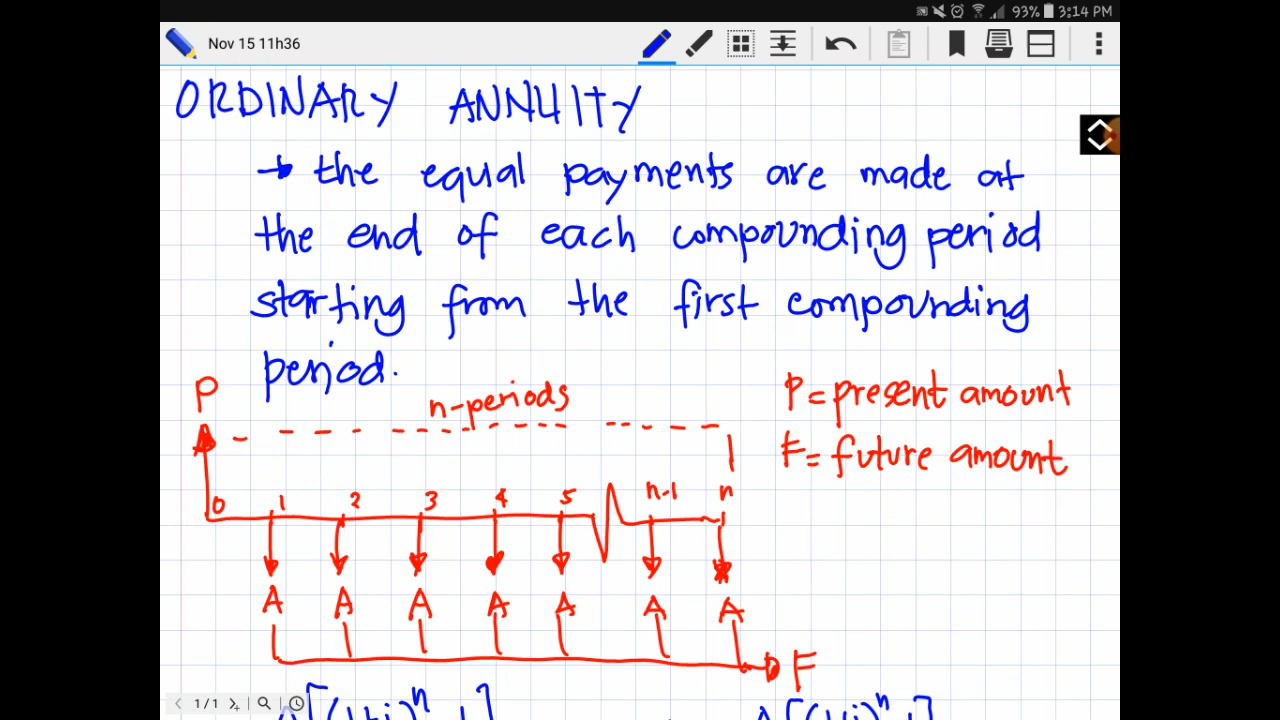 93% 3:14 PM
Nov 15 11h36
ORDINARY ANNUITY
→ the equal payments are made at
the end of each compounding period
starting from the first compounding
period.
P
n-periods
P = present amount
F = future amount
0 1 2 3 4 5 n-1 n
A A A A A A A
F
1/1